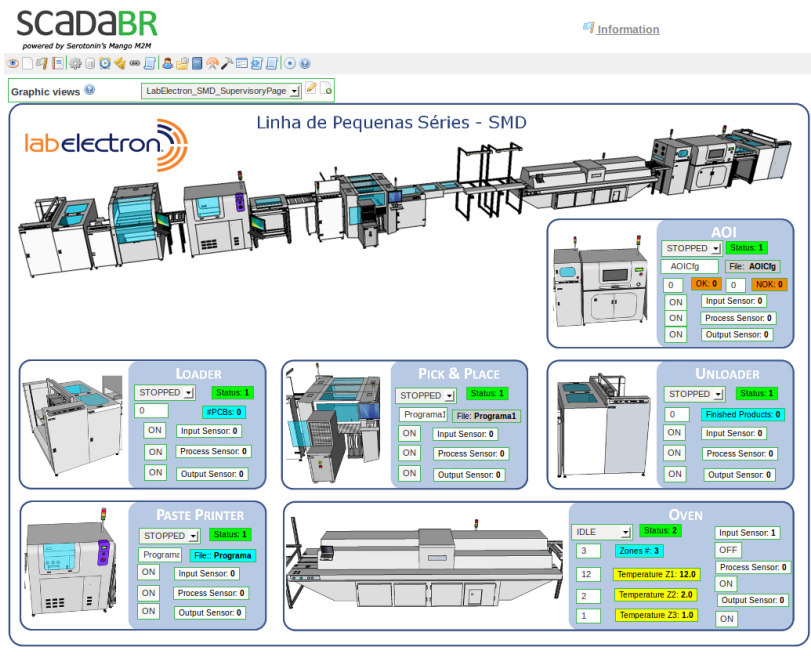 SCADABR
powered by Serotonin's Mango M2M
Information
Graphic views
LabElectron_SMD_SupervisoryPage
labelectron
Linha de Pequenas Séries - SMD
AOI
STOPPED Status: 1
AOICfg File: AOICfg
0 OK: 0 0 NOK: 0
ON Input Sensor: 0
ON Process Sensor: 0
ON Output Sensor: 0
LOADER
STOPPED Status: 1
0 #PCBs: 0
ON Input Sensor: 0
ON Process Sensor: 0
ON Output Sensor: 0
PICK & PLACE
STOPPED Status: 1
Programa1 File: Programa1
ON Input Sensor: 0
ON Process Sensor: 0
ON Output Sensor: 0
UNLOADER
STOPPED Status: 1
0 Finished Products: 0
ON Input Sensor: 0
ON Process Sensor: 0
ON Output Sensor: 0
PASTE PRINTER
STOPPED Status: 1
Programa File:: Programa
ON Input Sensor: 0
ON Process Sensor: 0
ON Output Sensor: 0
OVEN
IDLE Status: 2 Input Sensor: 1
3 Zones #: 3 OFF
Process Sensor: 0
12 Temperature Z1: 12.0 ON
2 Temperature Z2: 2.0 Output Sensor: 0
1 Temperature Z3: 1.0 ON